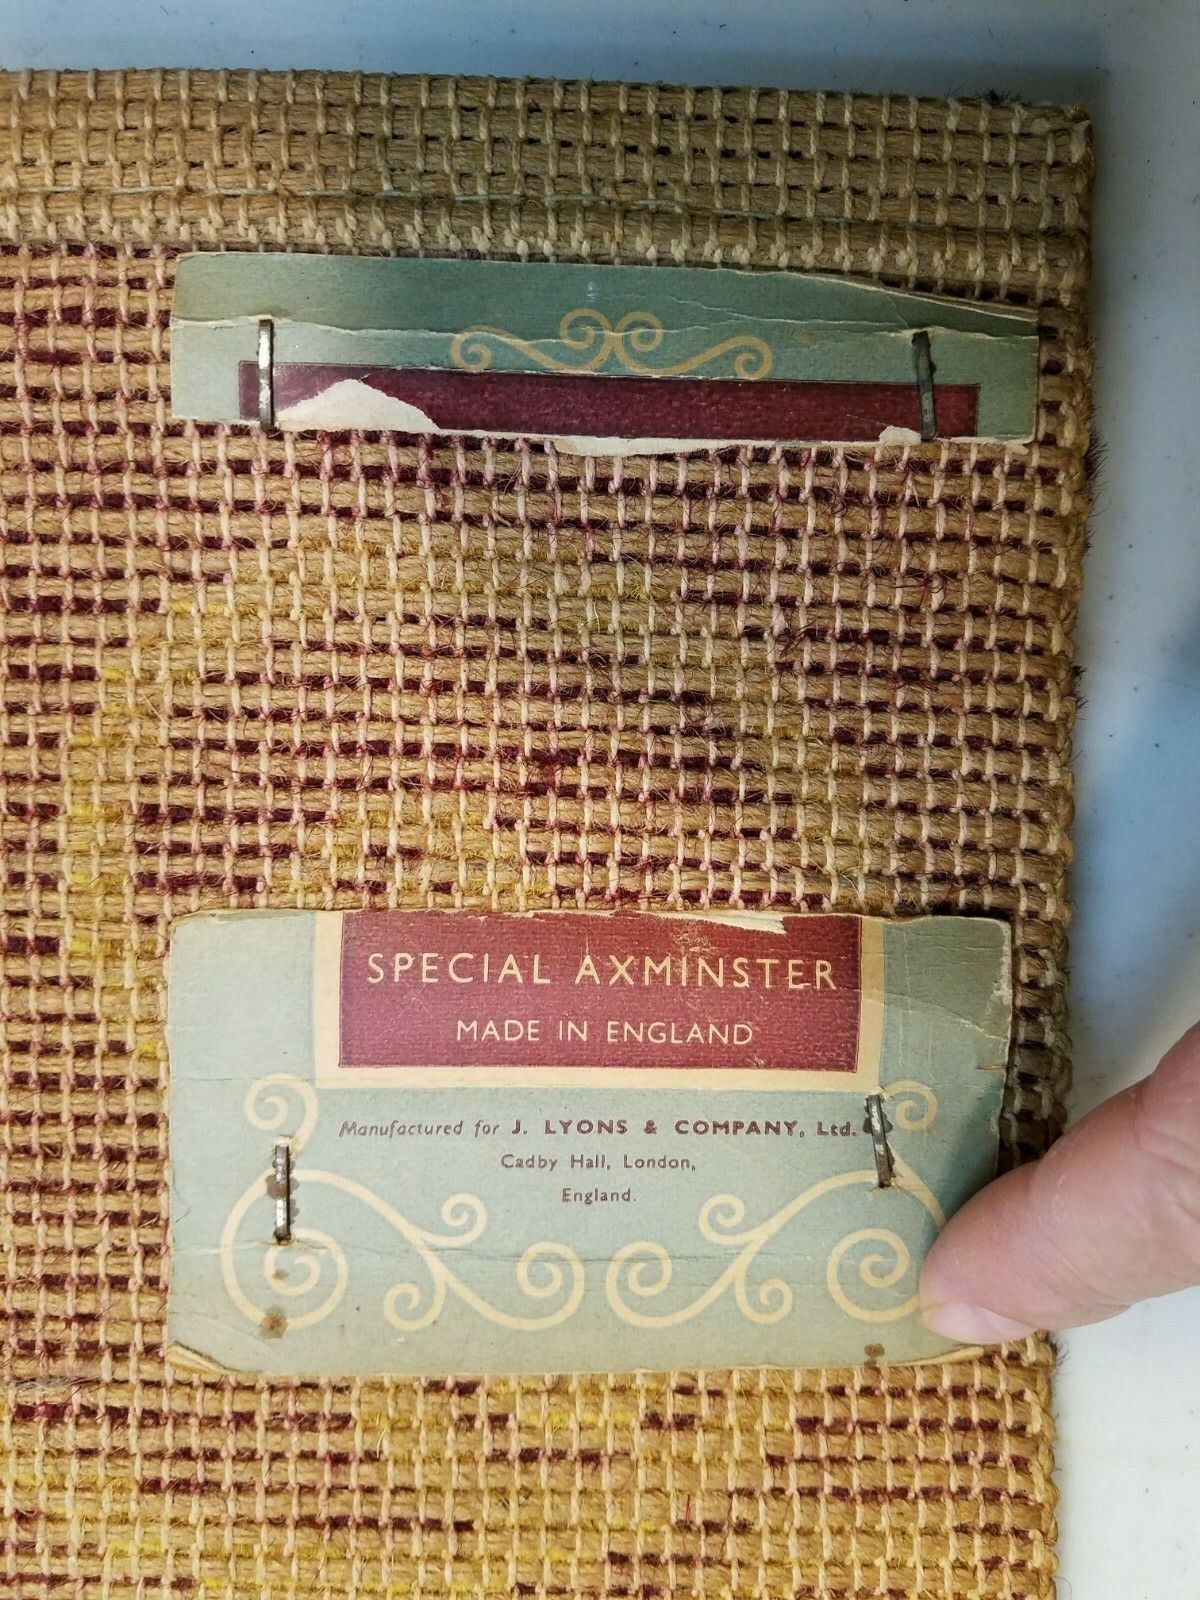 SPECIAL AXMINSTER
MADE IN ENGLAND
Manufactured for J. LYONS & COMPANY, Ltd.
Cadby Hall, London,
England.